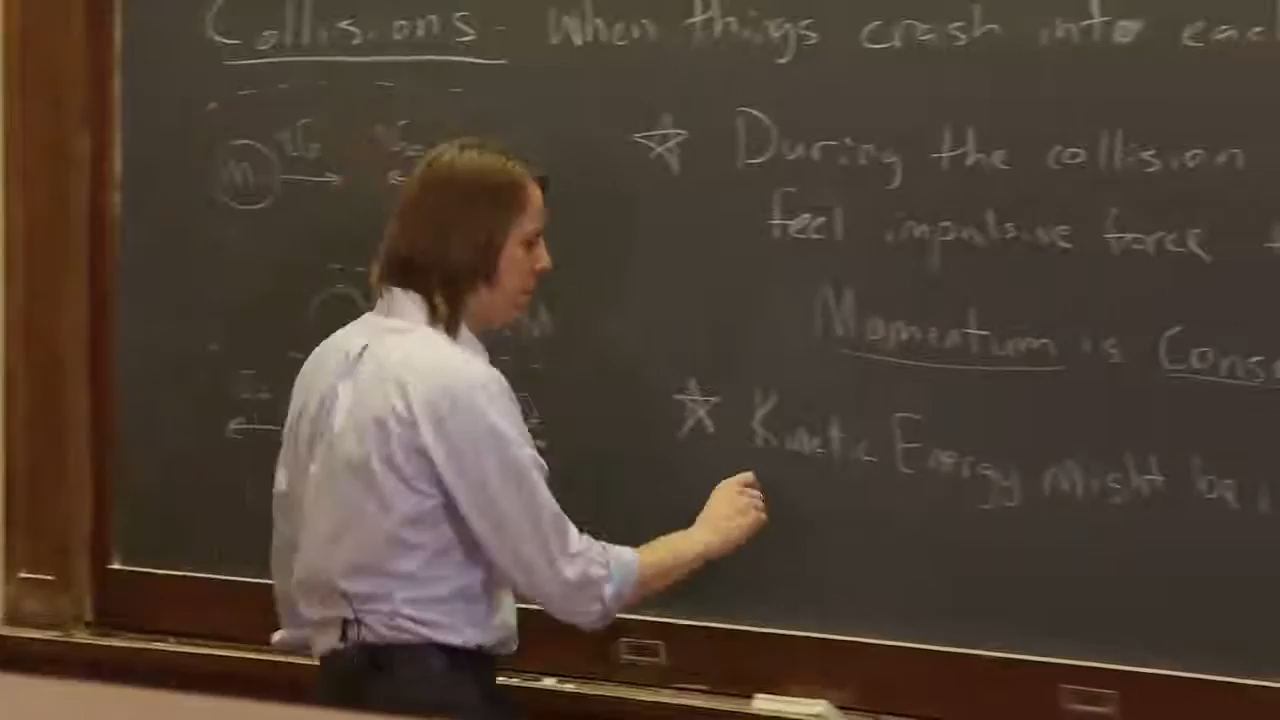 Collisions - When things crash into each
☆ During the collision
feel impulsive force
Momentum is Cons
☆ Kinetic Energy Might be
m
M